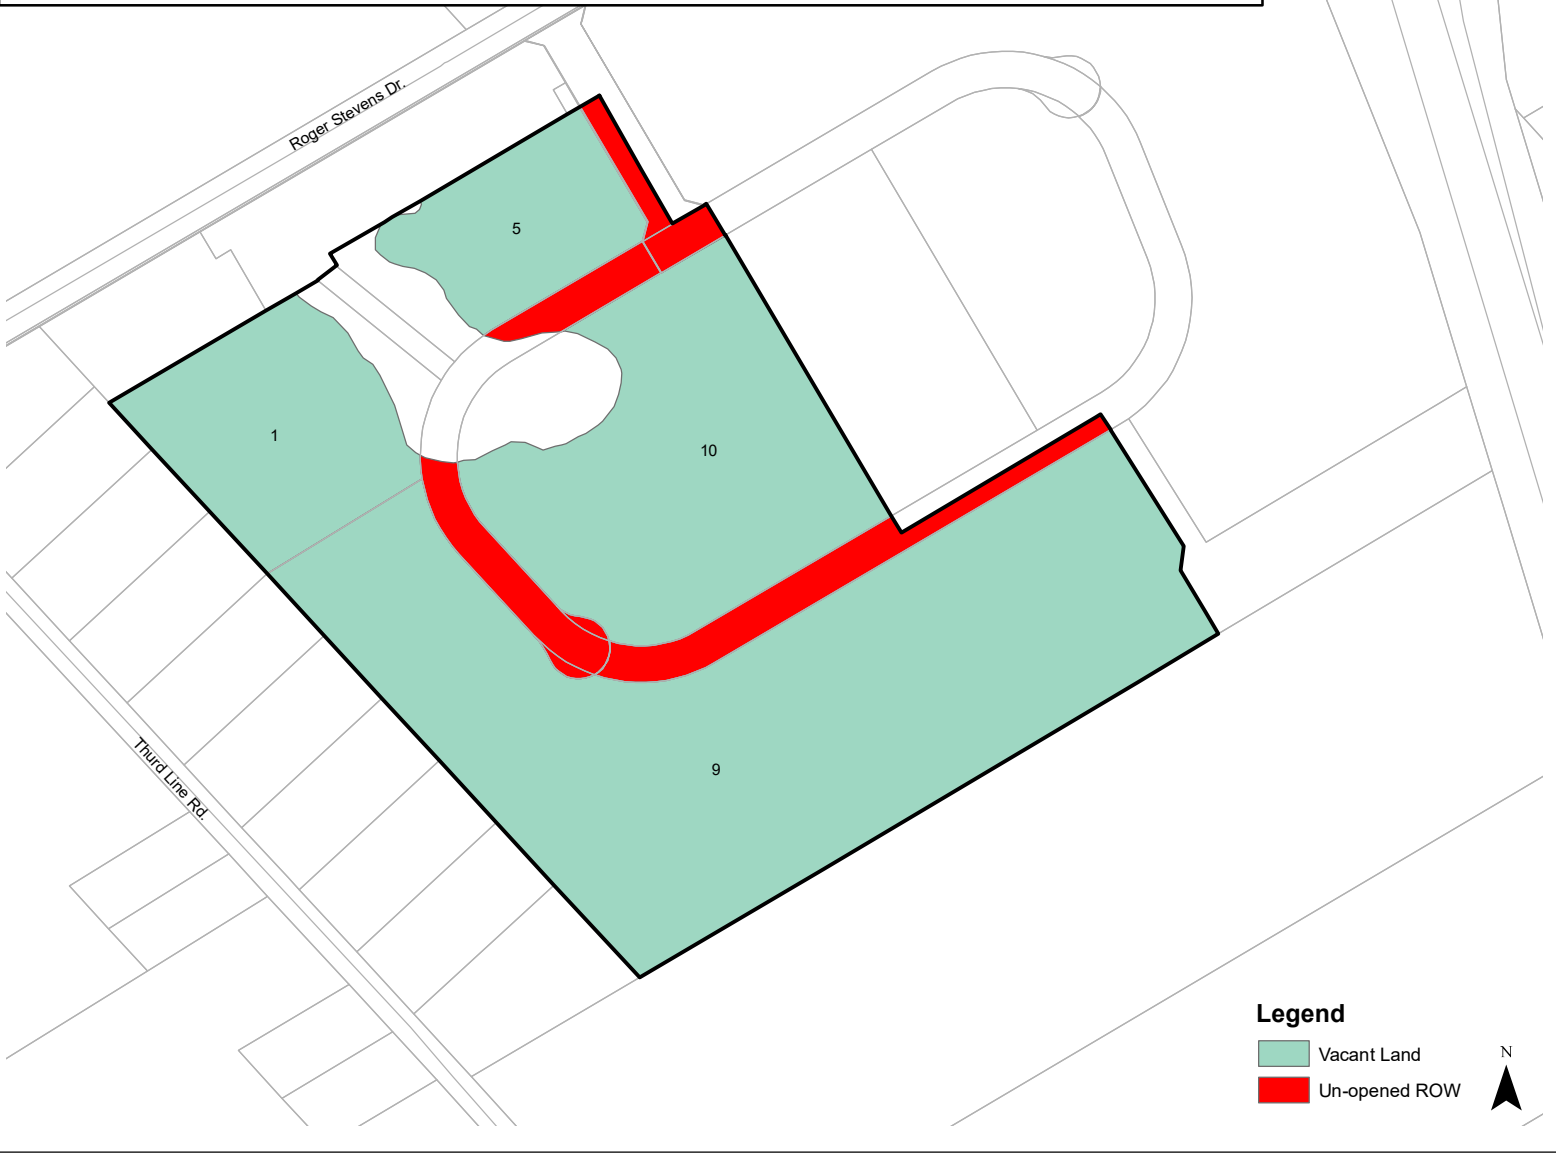 Roger Stevens Dr.
5
1
10
9
Thurd Line Rd.
Legend
Vacant Land
Un-opened ROW
N